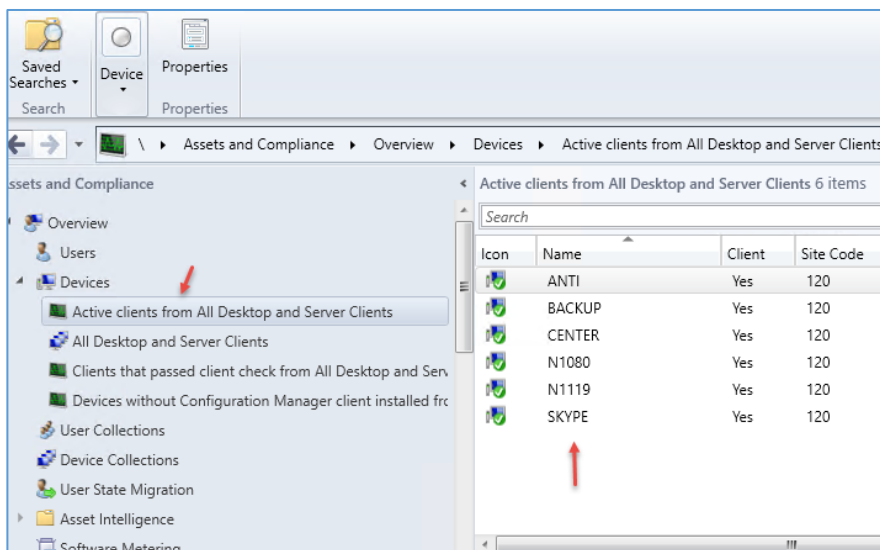 Saved
Searches
Device
Properties
Search
Properties
\ Assets and Compliance Overview Devices Active clients from All Desktop and Server Clients
ssets and Compliance
Overview
Users
Devices
Active clients from All Desktop and Server Clients
All Desktop and Server Clients
Clients that passed client check from All Desktop and Serv
Devices without Configuration Manager client installed fro
User Collections
Device Collections
User State Migration
Asset Intelligence
Software Metering
Active clients from All Desktop and Server Clients 6 items
Search
Icon Name Client Site Code
ANTI Yes 120
BACKUP Yes 120
CENTER Yes 120
N1080 Yes 120
N1119 Yes 120
SKYPE Yes 120